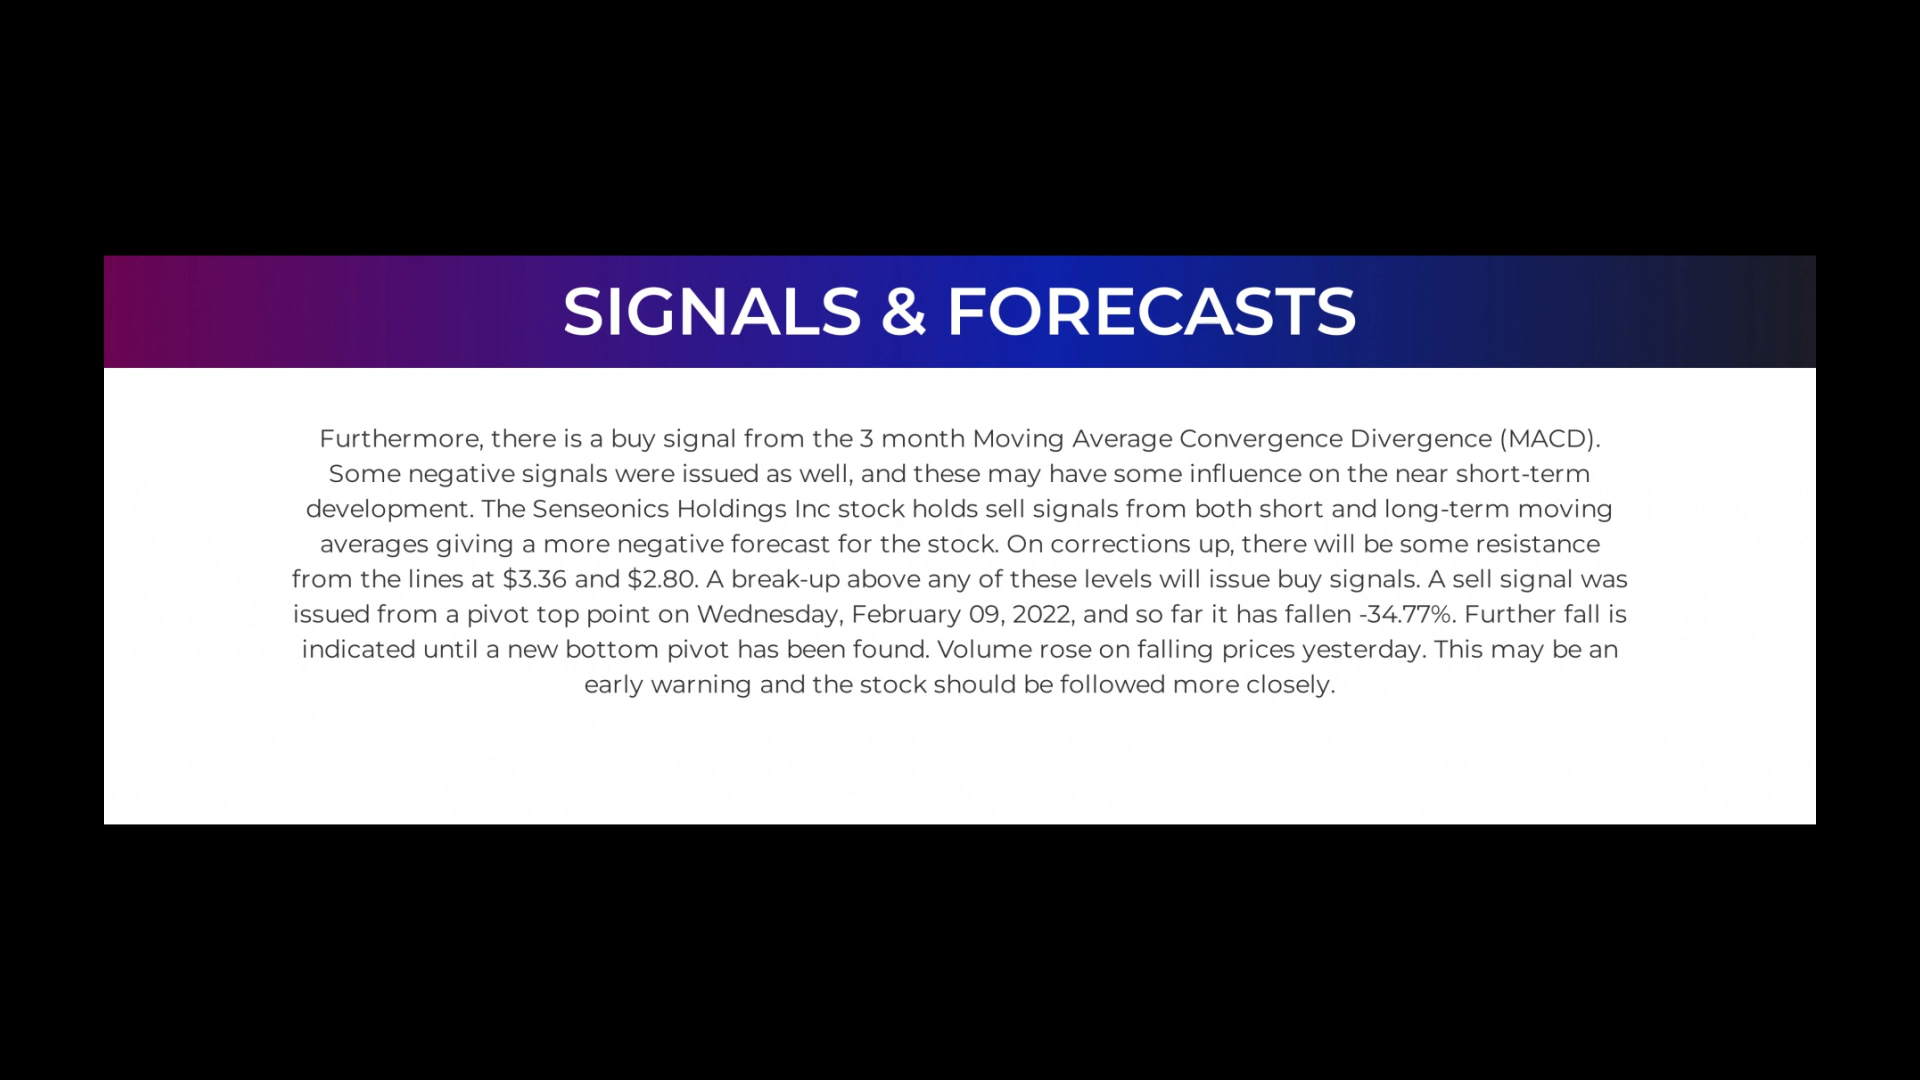 SIGNALS & FORECASTS
Furthermore, there is a buy signal from the 3 month Moving Average Convergence Divergence (MACD).
Some negative signals were issued as well, and these may have some influence on the near short-term
development. The Senseonics Holdings Inc stock holds sell signals from both short and long-term moving
averages giving a more negative forecast for the stock. On corrections up, there will be some resistance
from the lines at $3.36 and $2.80. A break-up above any of these levels will issue buy signals. A sell signal was
issued from a pivot top point on Wednesday, February 09, 2022, and so far it has fallen -34.77%. Further fall is
indicated until a new bottom pivot has been found. Volume rose on falling prices yesterday. This may be an
early warning and the stock should be followed more closely.